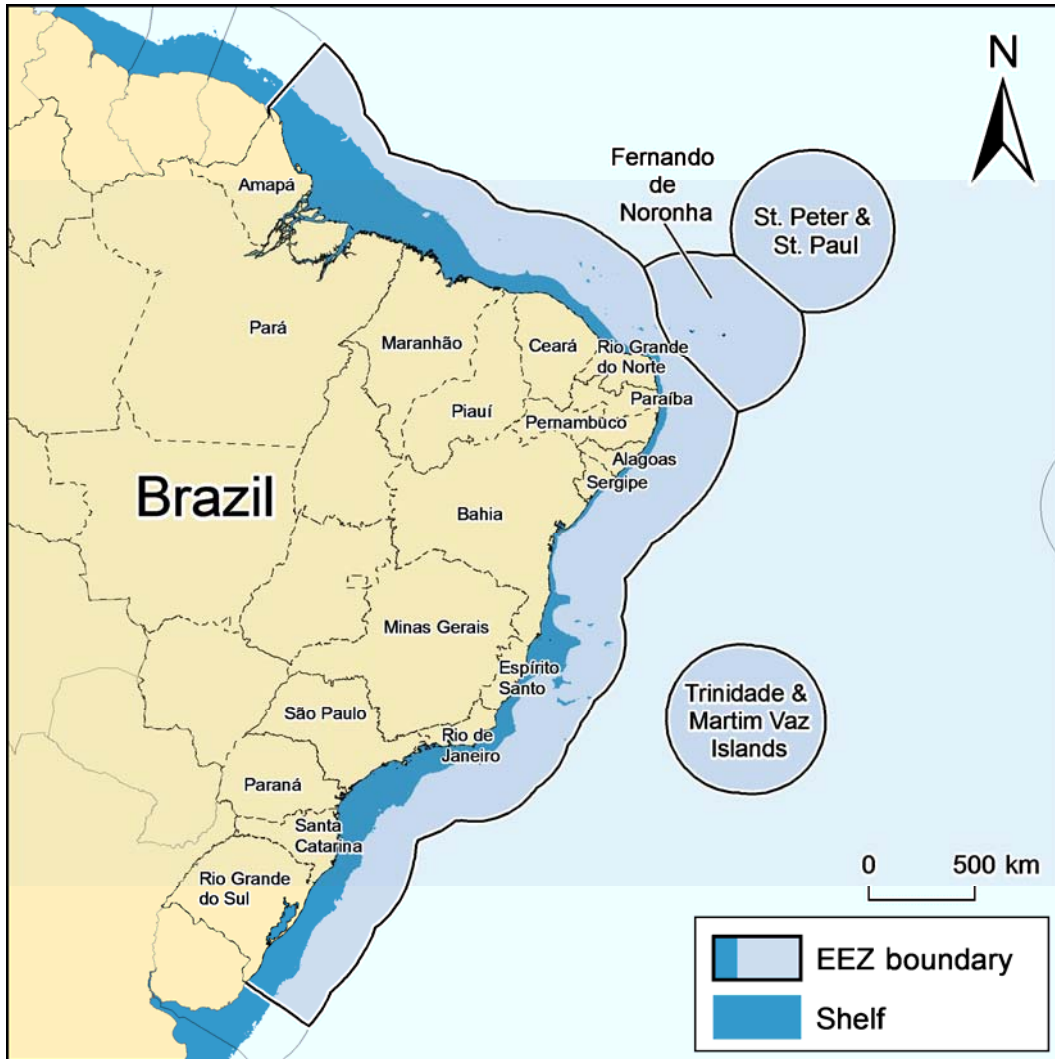 N
Fernando
de
Noronha
St. Peter &
St. Paul
Amapá
Pará
Maranhão
Ceará
Rio Grande
do Norte
Paraíba
Piauí
Pernambuco
Alagoas
Sergipe
Brazil
Bahia
Minas Gerais
Espírito
Santo
Trinidade &
Martim Vaz
Islands
São Paulo
Rio de
Janeiro
Paraná
Santa
Catarina
Rio Grande
do Sul
0 500 km
EEZ boundary
Shelf